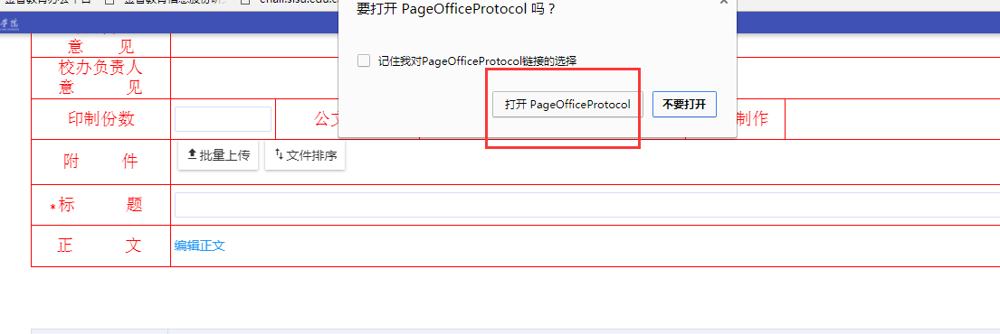 要打开 PageOfficeProtocol 吗？
学院
意 见
记住我对PageOfficeProtocol链接的选择
校办负责人
意 见
打开 PageOfficeProtocol
不要打开
印制份数
公文
制作
附 件
批量上传
文件排序
*标 题
正 文
编辑正文